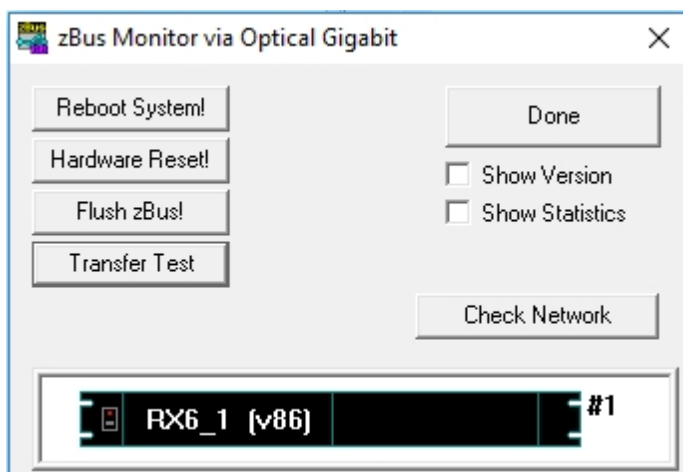 zBus Monitor via Optical Gigabit
Reboot System!
Done
Hardware Reset!
Show Version
Flush zBus!
Show Statistics
Transfer Test
Check Network
RX6_1 (v86)
#1